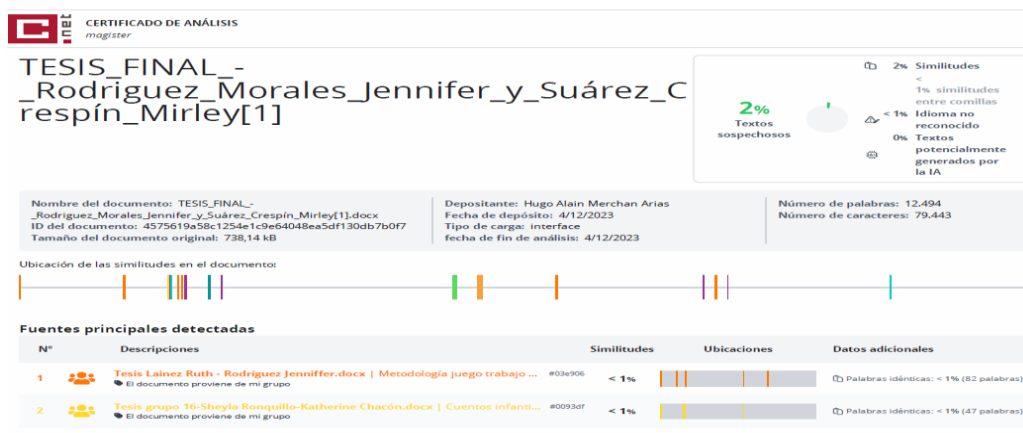 C.net
CERTIFICADO DE ANÁLISIS
magister
TESIS_FINAL_-
_Rodriguez_Morales_Jennifer_y_Suárez_C
respín_Mirley[1]
2%
Textos
sospechosos
2% Similitudes
<
1% similitudes
entre comillas
< 1% Idioma no
reconocido
0% Textos
potencialmente
generados por
la IA
Nombre del documento: TESIS_FINAL_-
_Rodriguez_Morales_Jennifer_y_Suárez_Crespín_Mirley[1].docx
ID del documento: 4575619a58c1254e1c9e64048ea5df130db7b0f7
Tamaño del documento original: 738,14 kB
Depositante: Hugo Alain Merchan Arias
Fecha de depósito: 4/12/2023
Tipo de carga: interface
fecha de fin de análisis: 4/12/2023
Número de palabras: 12.494
Número de caracteres: 79.443
Ubicación de las similitudes en el documento:
Fuentes principales detectadas
N° Descripciones Similitudes Ubicaciones Datos adicionales
1 Tesis Lainez Ruth - Rodríguez Jenniffer.docx | Metodología juego trabajo ... #03e906 < 1% Palabras idénticas: < 1% (82 palabras)
El documento proviene de mi grupo
2 Tesis grupo 16-Sheyla Ronquillo-Katherine Chacón.docx | Cuentos infanti... #0093df < 1% Palabras idénticas: < 1% (47 palabras)
El documento proviene de mi grupo